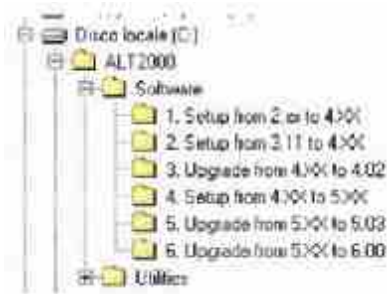 Disco locale (C:)
ALT2000
Software
1. Setup from 2.xx to 4.XX
2. Setup from 3.11 to 4.XX
3. Upgrade from 4.XX to 4.02
4. Setup from 4.XX to 5.XX
5. Upgrade from 5.XX to 5.03
6. Upgrade from 5.XX to 6.00
Utilities